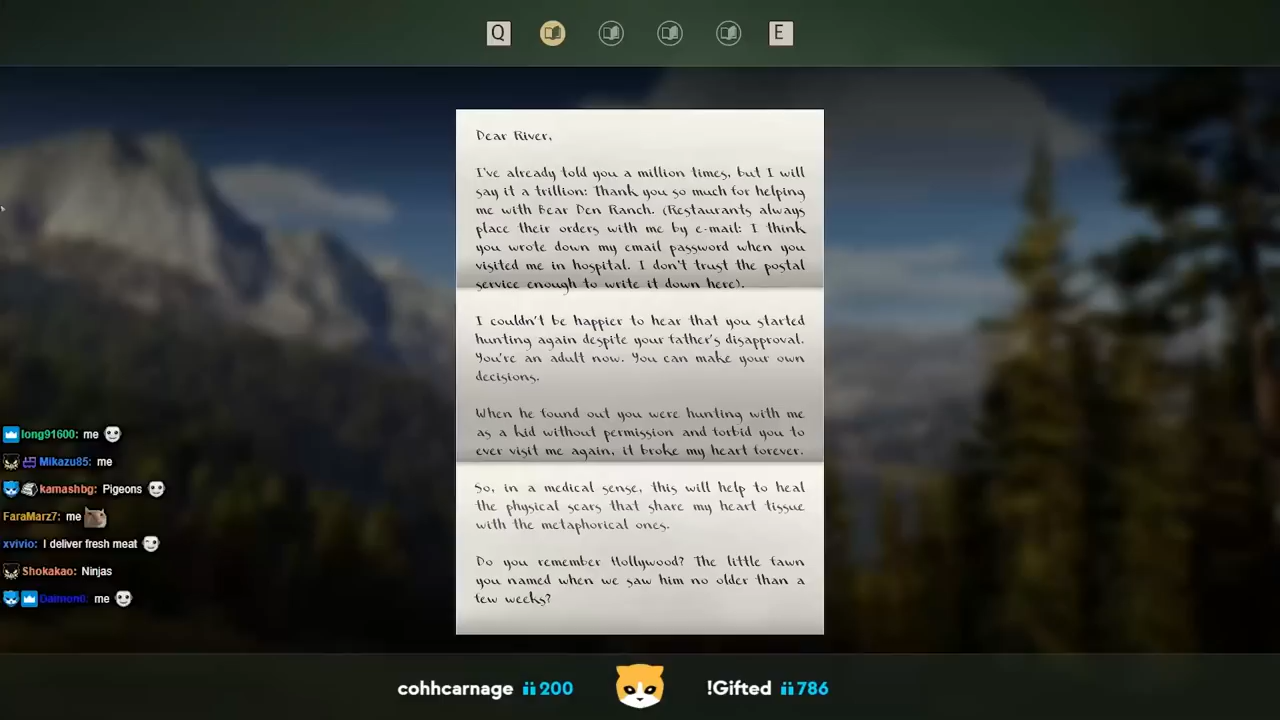 Q
E
Dear River,
I've already told you a million times, but I will
say it a trillion: Thank you so much for helping
me with Bear Den Ranch. (Restaurants always
place their orders with me by e-mail: I think
you wrote down my email password when you
visited me in hospital. I don't trust the postal
service enough to write it down here).
I couldn't be happier to hear that you started
hunting again despite your father's disapproval.
You're an adult now. You can make your own
decisions.
When he found out you were hunting with me
as a kid without permission and forbid you to
ever visit me again, it broke my heart forever.
So, in a medical sense, this will help to heal
the physical scars that share my heart tissue
with the metaphorical ones.
Do you remember Hollywood? The little fawn
you named when we saw him no older than a
few weeks?
long91600: me
Mikazu85: me
kamashbg: Pigeons
FaraMarz7: me
xvivio: I deliver fresh meat
Shokakao: Ninjas
Daimon0: me
cohhcarnage 200
!Gifted 786